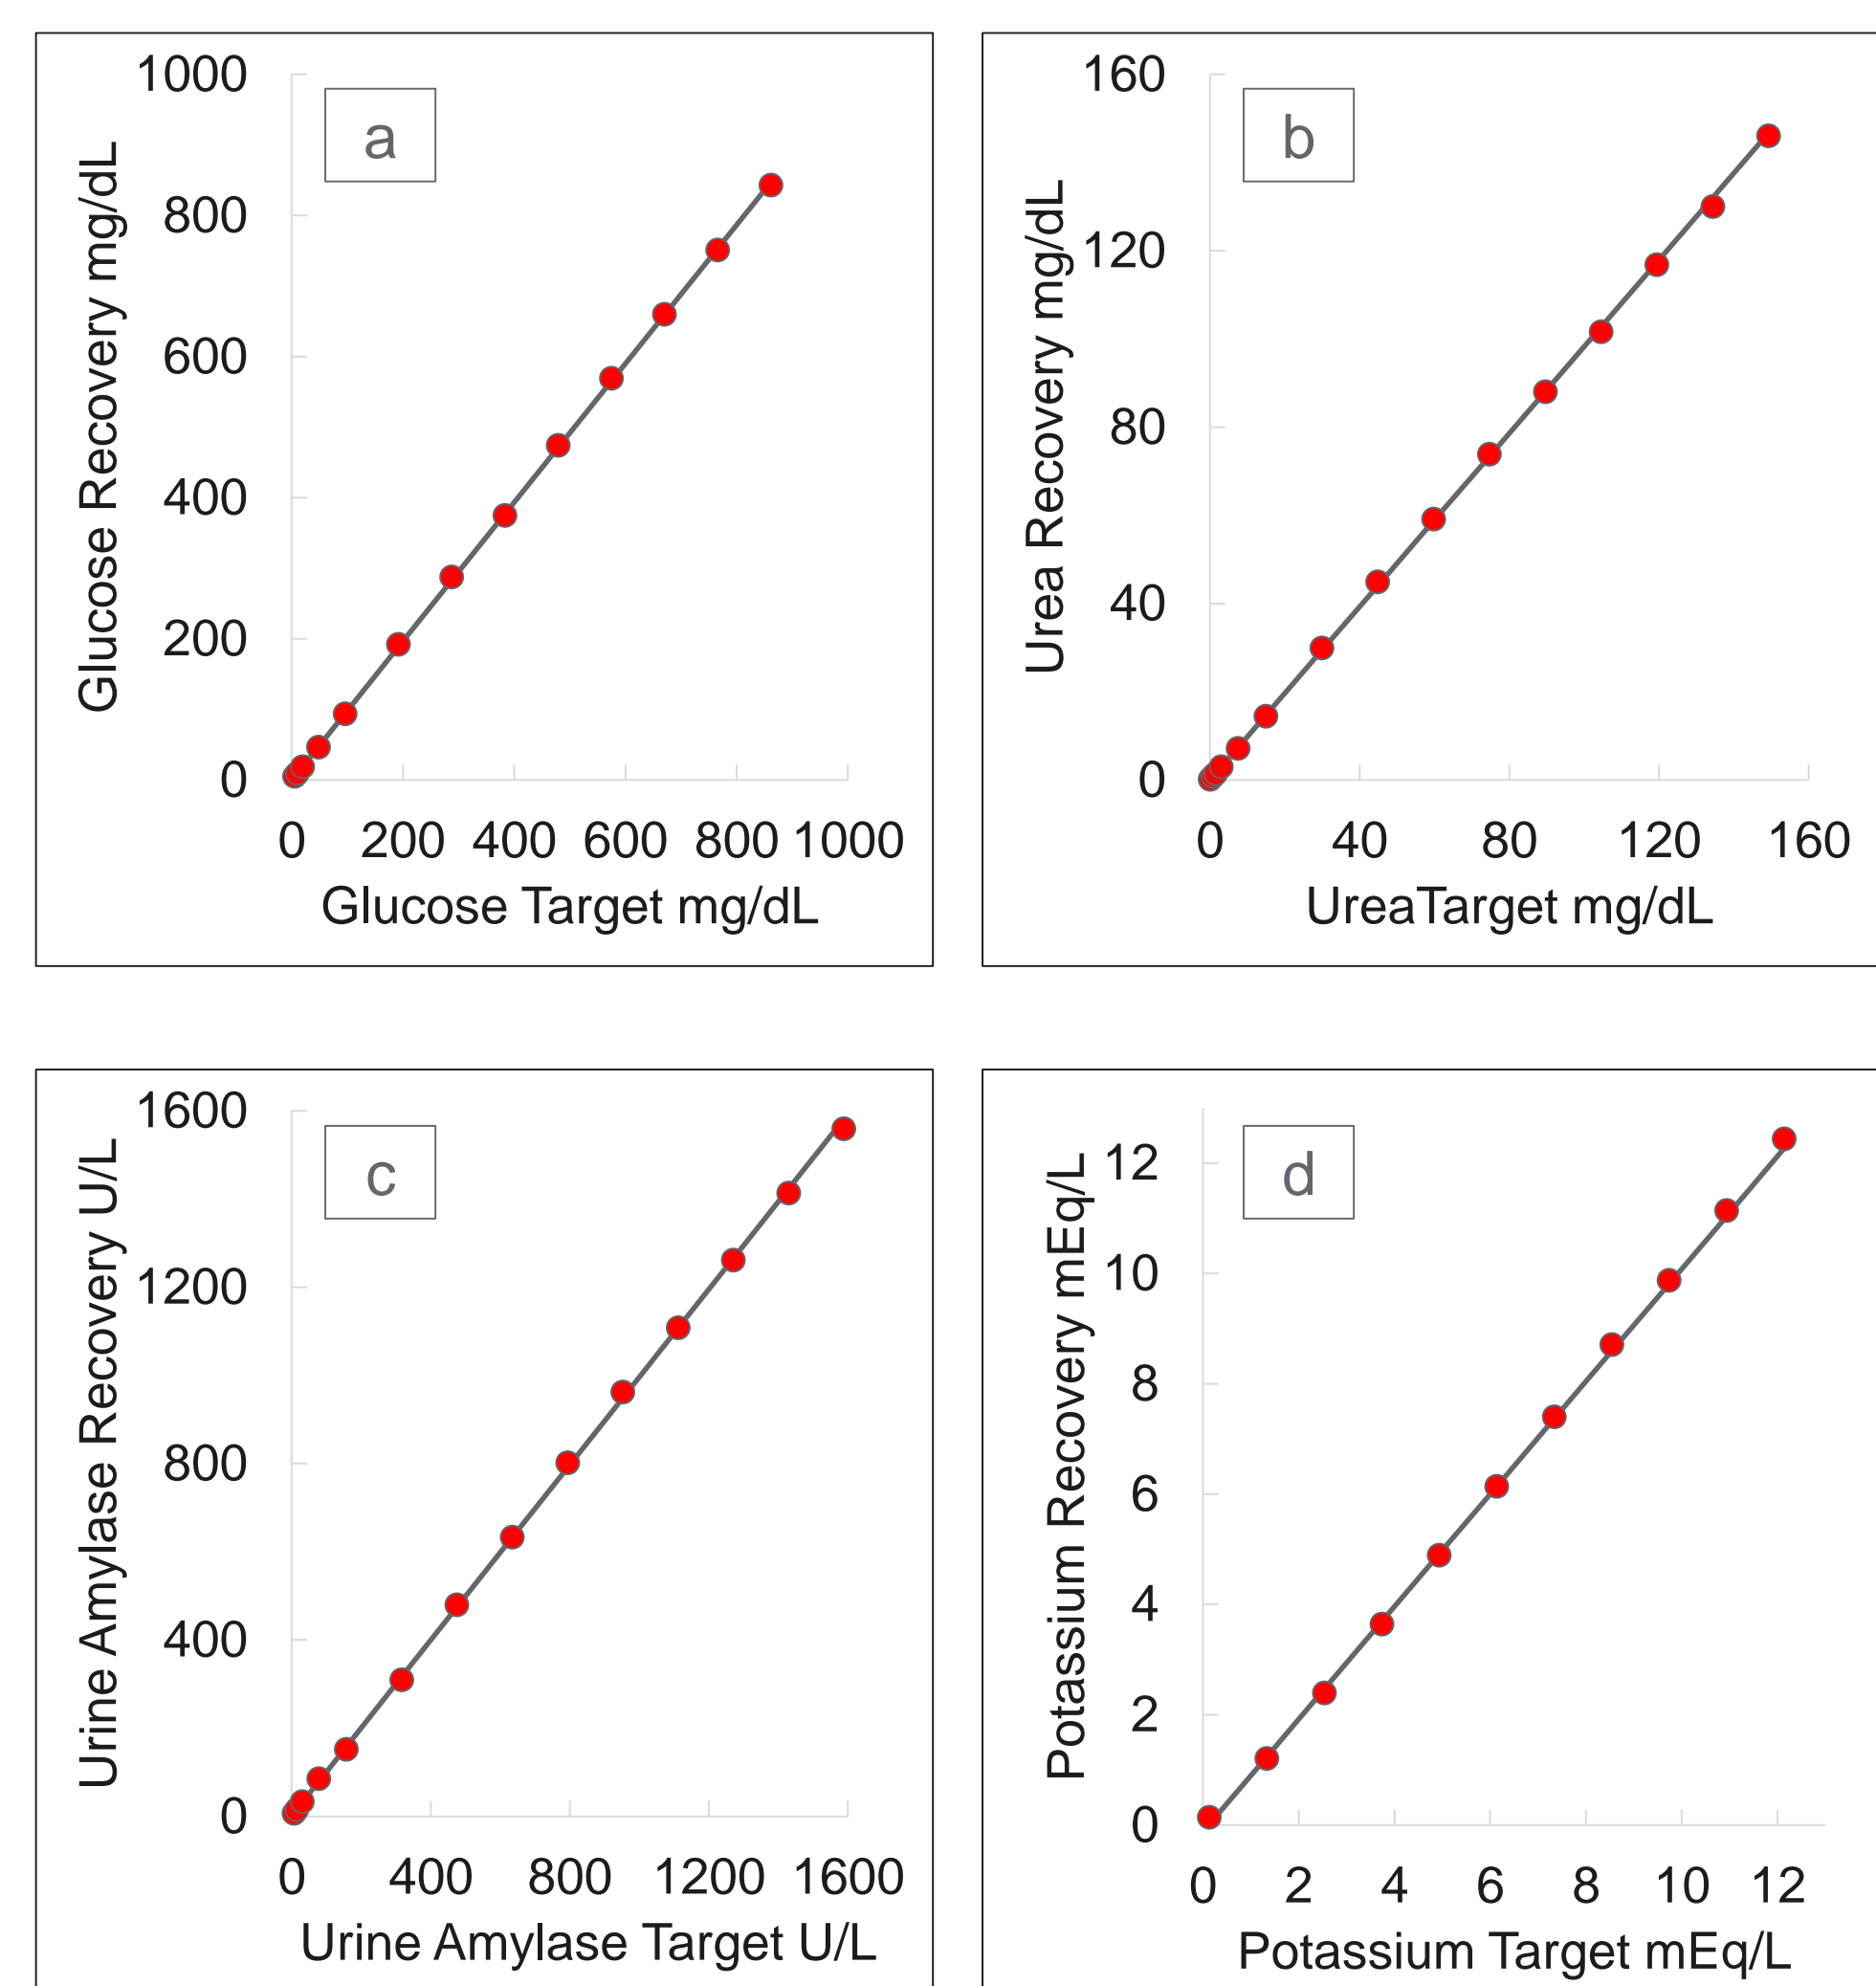 a
Glucose Recovery mg/dL
1000
800
600
400
200
0
0 200 400 600 800 1000
Glucose Target mg/dL
b
Urea Recovery mg/dL
160
120
80
40
0
0 40 80 120 160
UreaTarget mg/dL
c
Urine Amylase Recovery U/L
1600
1200
800
400
0
0 400 800 1200 1600
Urine Amylase Target U/L
d
Potassium Recovery mEq/L
12
10
8
6
4
2
0
0 2 4 6 8 10 12
Potassium Target mEq/L